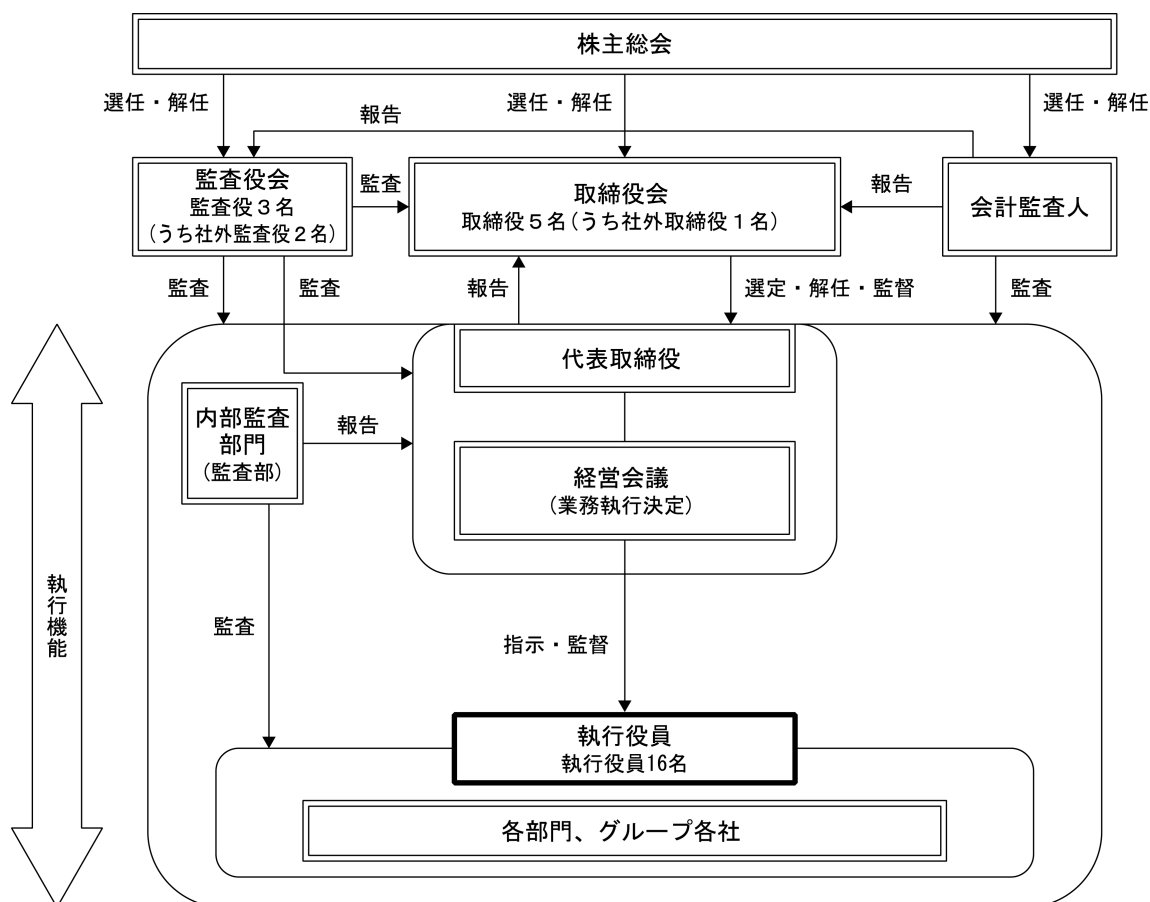 株主総会
選任・解任
選任・解任
選任・解任
報告
監査役会
監査役3名
(うち社外監査役2名)
監査
取締役会
取締役5名(うち社外取締役1名)
報告
会計監査人
監査
監査
報告
選定・解任・監督
監査
代表取締役
内部監査
部門
(監査部)
報告
経営会議
(業務執行決定)
執行機能
監査
指示・監督
執行役員
執行役員16名
各部門、グループ各社